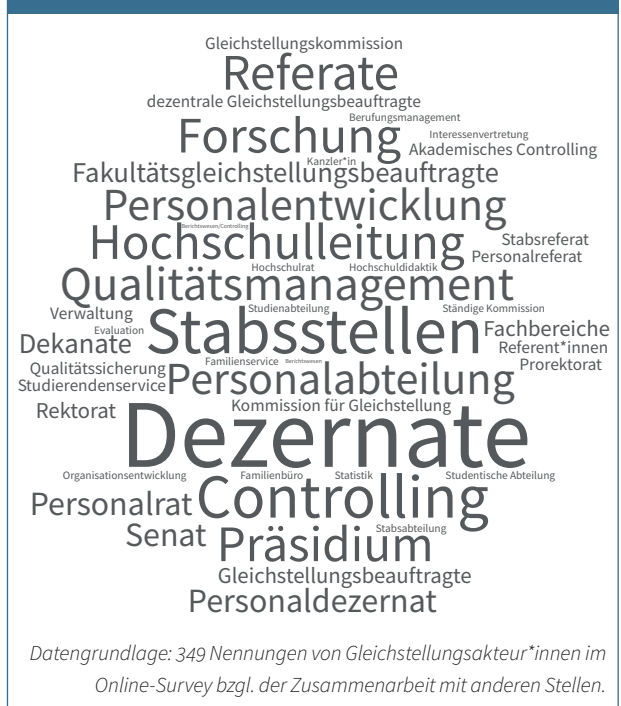 Gleichstellungskommission
Referate
dezentrale Gleichstellungsbeauftragte
Berufungsmanagement
Forschung
Interessenvertretung
Akademisches Controlling
Kanzler*in
Fakultätsgleichstellungsbeauftragte
Personalentwicklung
Berichtswesen/Controlling
Hochschulleitung
Stabsreferat
Personalreferat
Hochschulrat
Hochschuldidaktik
Qualitätsmanagement
Studienabteilung
Ständige Kommission
Verwaltung
Evaluation
Stabsstellen
Fachbereiche
Dekanate
Referent*innen
Familienservice
Berichtswesen
Prorektorat
Qualitätssicherung
Personalabteilung
Studierendenservice
Rektorat
Kommission für Gleichstellung
Dezernate
Organisationsentwicklung
Familienbüro
Statistik
Studentische Abteilung
Personalrat
Controlling
Senat
Stabsabteilung
Präsidium
Gleichstellungsbeauftragte
Personaldezernat
Datengrundlage: 349 Nennungen von Gleichstellungsakteur*innen im
Online-Survey bzgl. der Zusammenarbeit mit anderen Stellen.